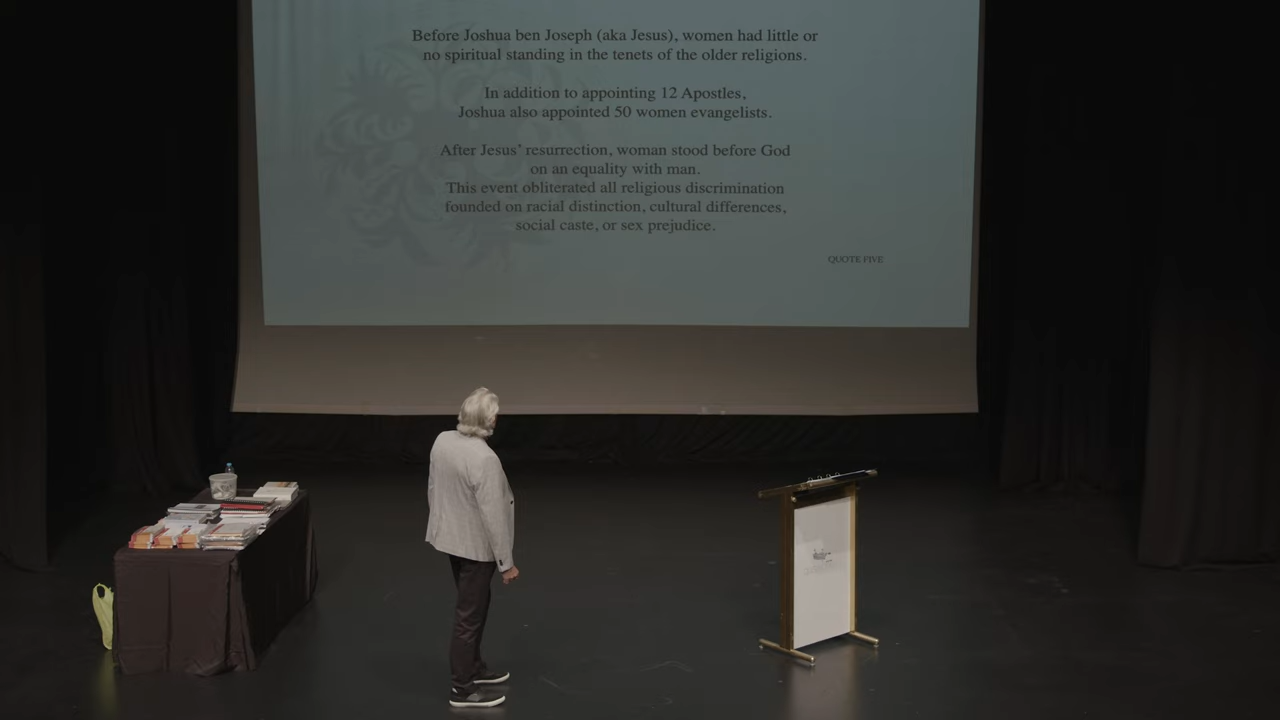 Before Joshua ben Joseph (aka Jesus), women had little or
no spiritual standing in the tenets of the older religions.
In addition to appointing 12 Apostles,
Joshua also appointed 50 women evangelists.
After Jesus' resurrection, woman stood before God
on an equality with man.
This event obliterated all religious discrimination
founded on racial distinction, cultural differences,
social caste, or sex prejudice.
QUOTE FIVE